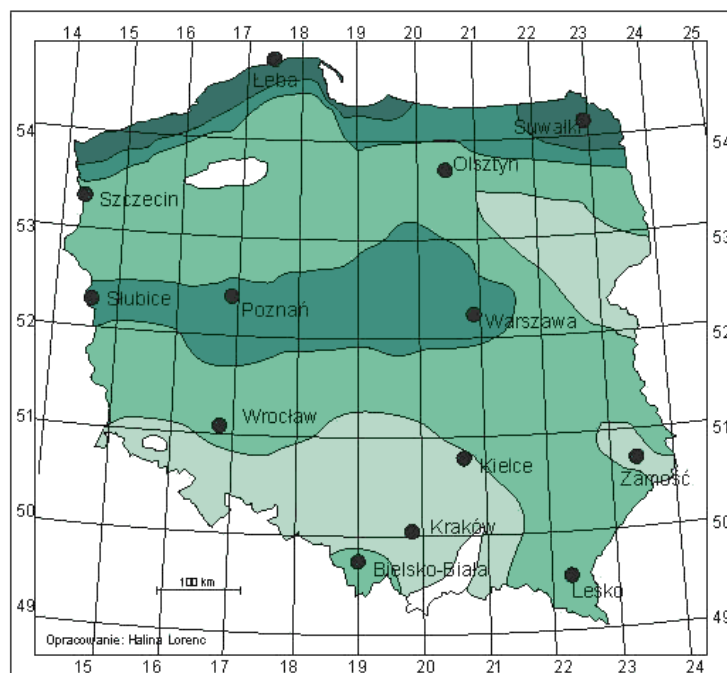 14 15 16 17 18 19 20 21 22 23 24 25
Łeba
54
Suwałki
54
Olsztyn
Szczecin
53
53
Słubice
Poznań
Warszawa
52
52
Wrocław
51
51
Kielce
Zamość
50
Kraków
50
Bielsko-Biała
Lesko
100 km
49
49
Opracowanie: Halina Lorenc
15 16 17 18 19 20 21 22 23 24